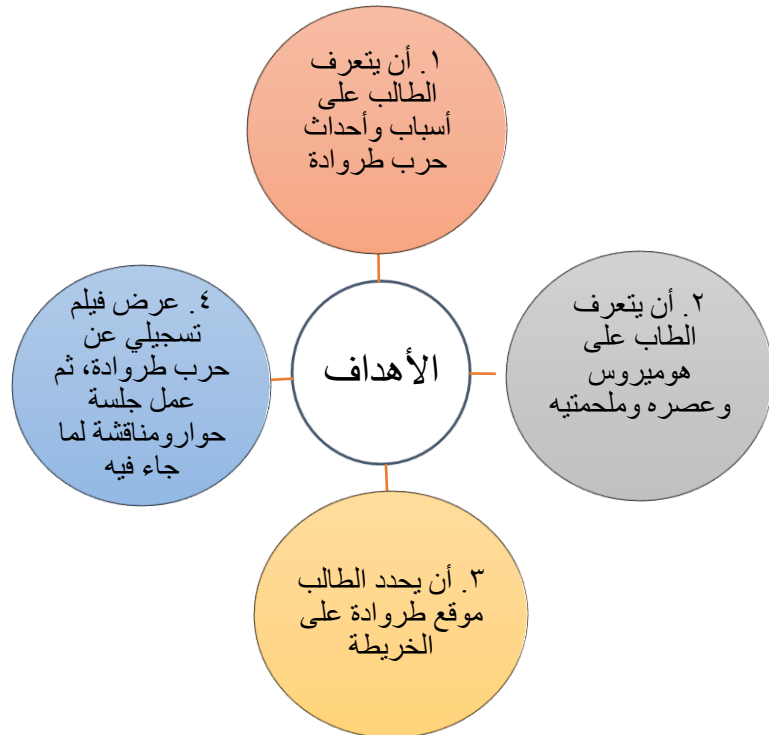 ١. أن يتعرف
الطالب على
أسباب وأحداث
حرب طروادة
٢. أن يتعرف
الطاب على
هوميروس
وعصره وملحمتيه
الأهداف
٤. عرض فيلم
تسجيلي عن
حرب طروادة، ثم
عمل جلسة
حوارومناقشة لما
جاء فيه
٣. أن يحدد الطالب
موقع طروادة على
الخريطة